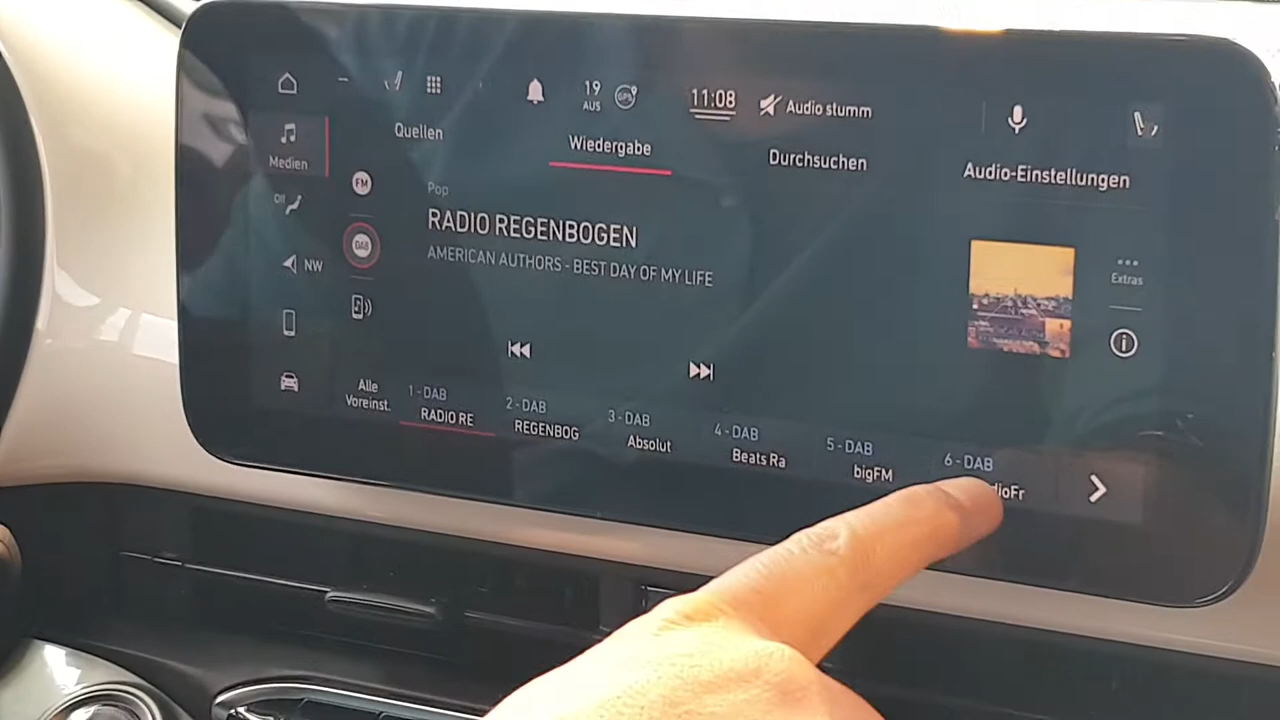 19
AUS
GPS
11:08
Audio stumm
Medien
Quellen
Wiedergabe
Durchsuchen
Audio-Einstellungen
Off
NW
FM
DAB
Pop
RADIO REGENBOGEN
AMERICAN AUTHORS - BEST DAY OF MY LIFE
Extras
Alle
Voreinst.
1 - DAB
RADIO RE
2 - DAB
REGENBOG
3 - DAB
Absolut
4 - DAB
Beats Ra
5 - DAB
bigFM
6 - DAB
dioFr